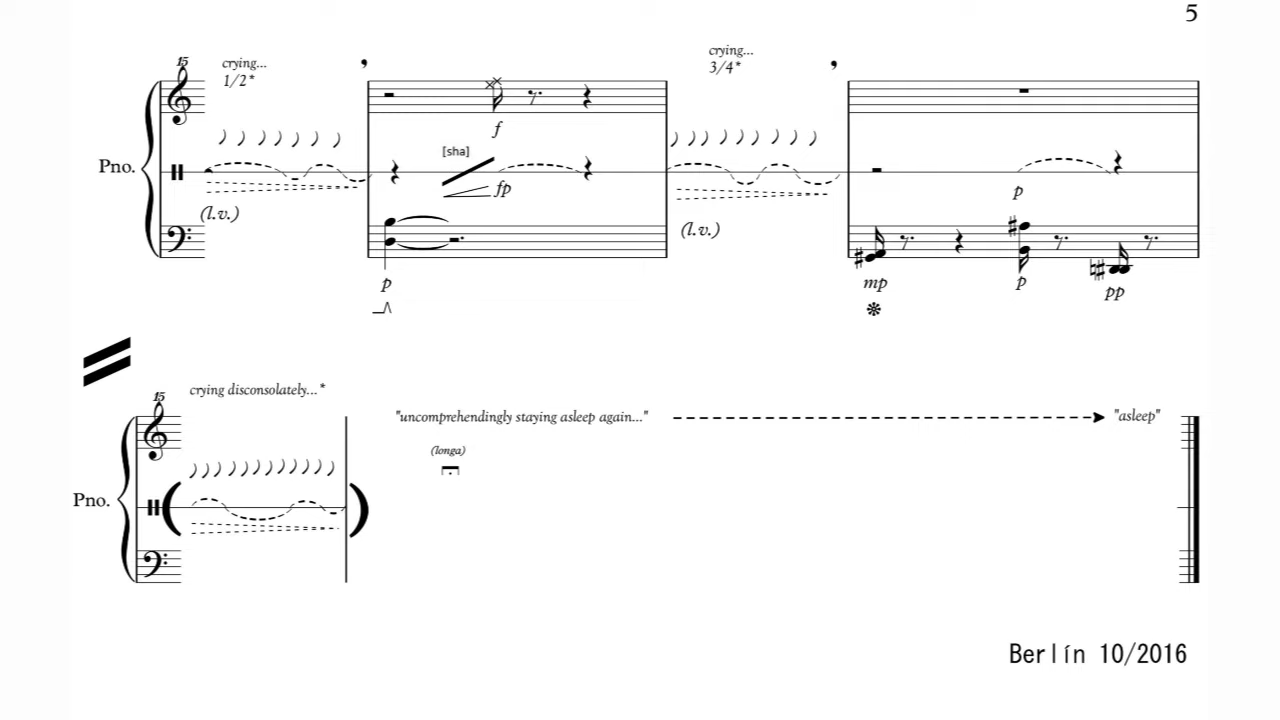 5
15
crying...
1/2*
crying...
3/4*
f
Pno.
[sha]
fp
p
(l.v.)
(l.v.)
p
mp
p
pp
15
crying disconsolately...*
"uncomprehendingly staying asleep again..."
"asleep"
(longa)
Pno.
Berlín 10/2016